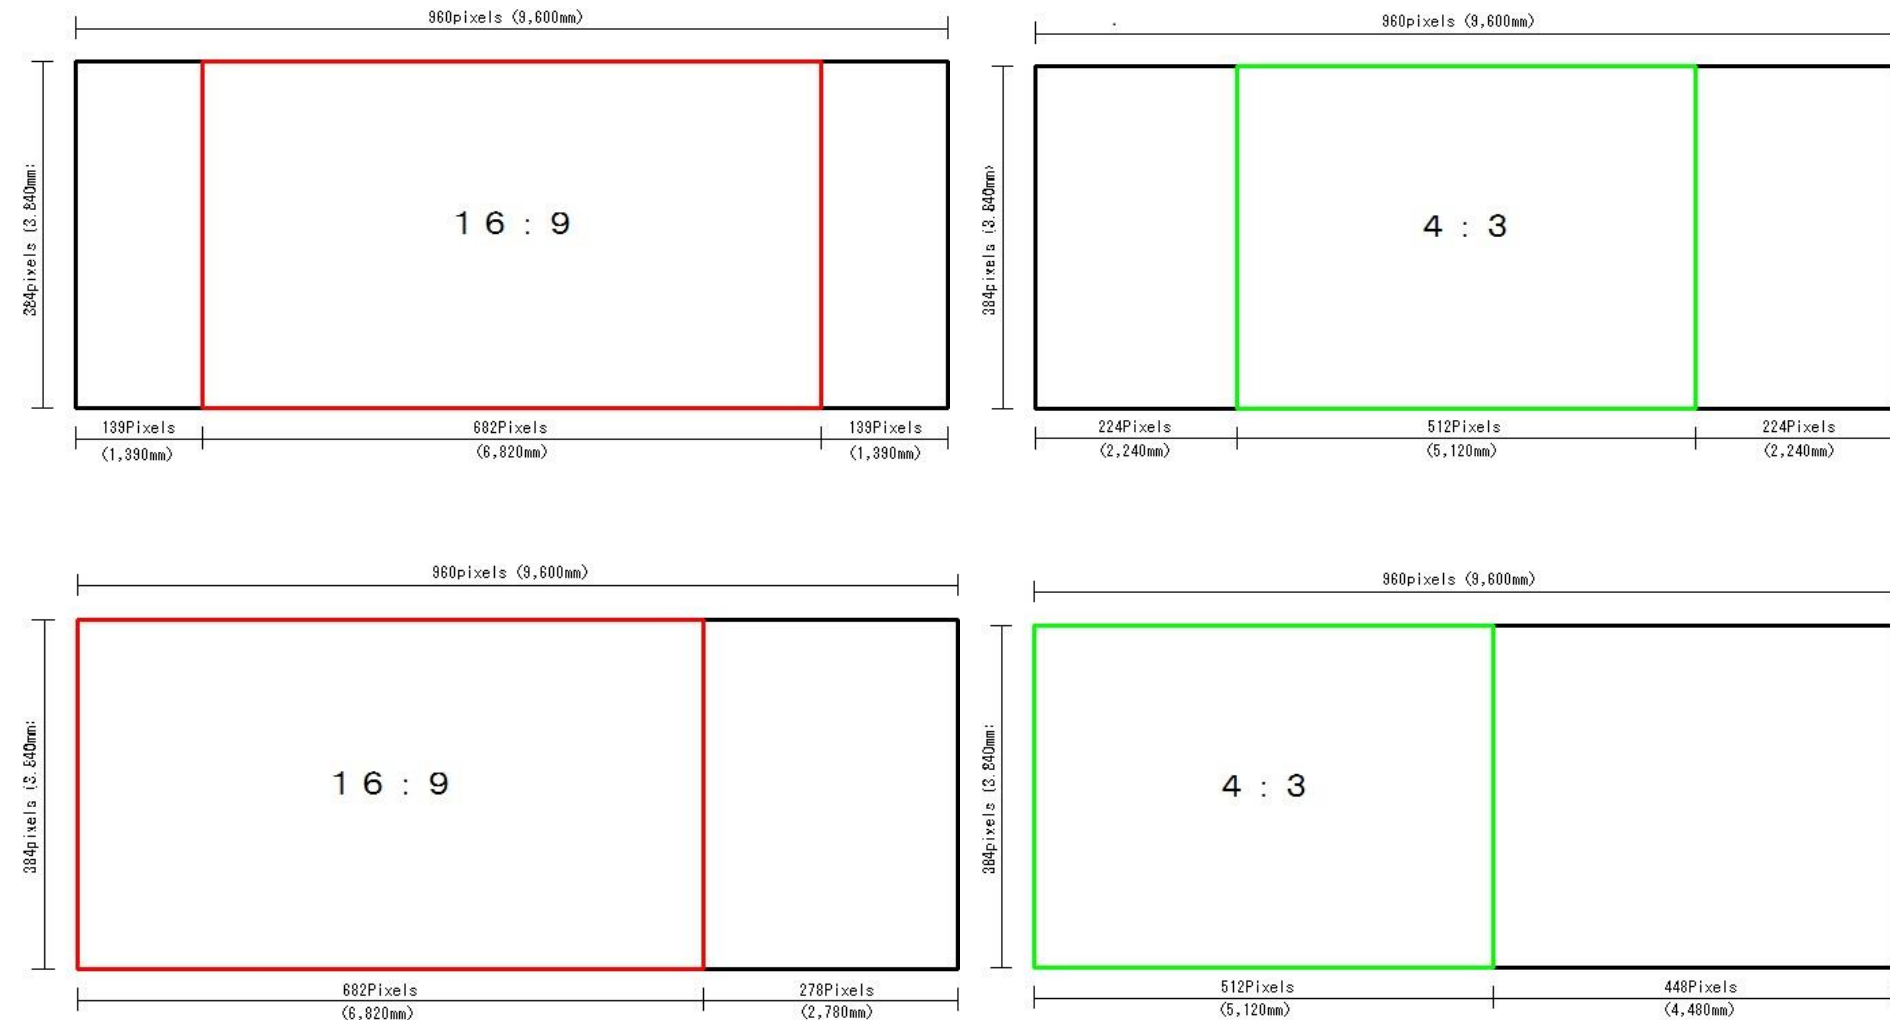 960pixels (9,600mm)
384pixels (3.840mm:
１６：９
139Pixels
(1,390mm)
682Pixels
(6,820mm)
139Pixels
(1,390mm)
960pixels (9,600mm)
384pixels (3.840mm)
４：３
224Pixels
(2,240mm)
512Pixels
(5,120mm)
224Pixels
(2,240mm)
960pixels (9,600mm)
384pixels (3.840mm:
１６：９
682Pixels
(6,820mm)
278Pixels
(2,780mm)
960pixels (9,600mm)
384pixels (3.840mm:
４：３
512Pixels
(5,120mm)
448Pixels
(4,480mm)